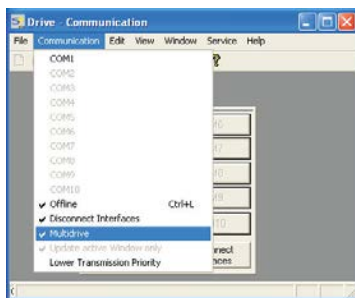 Drive - Communication
File Communication Edit View Window Service Help
COM1
COM2
COM3
COM4
COM5
COM6
COM7
COM8
COM9
COM10
Offline Ctrl+L
Disconnect Interfaces
Multidrive
Update active Window only
Lower Transmission Priority